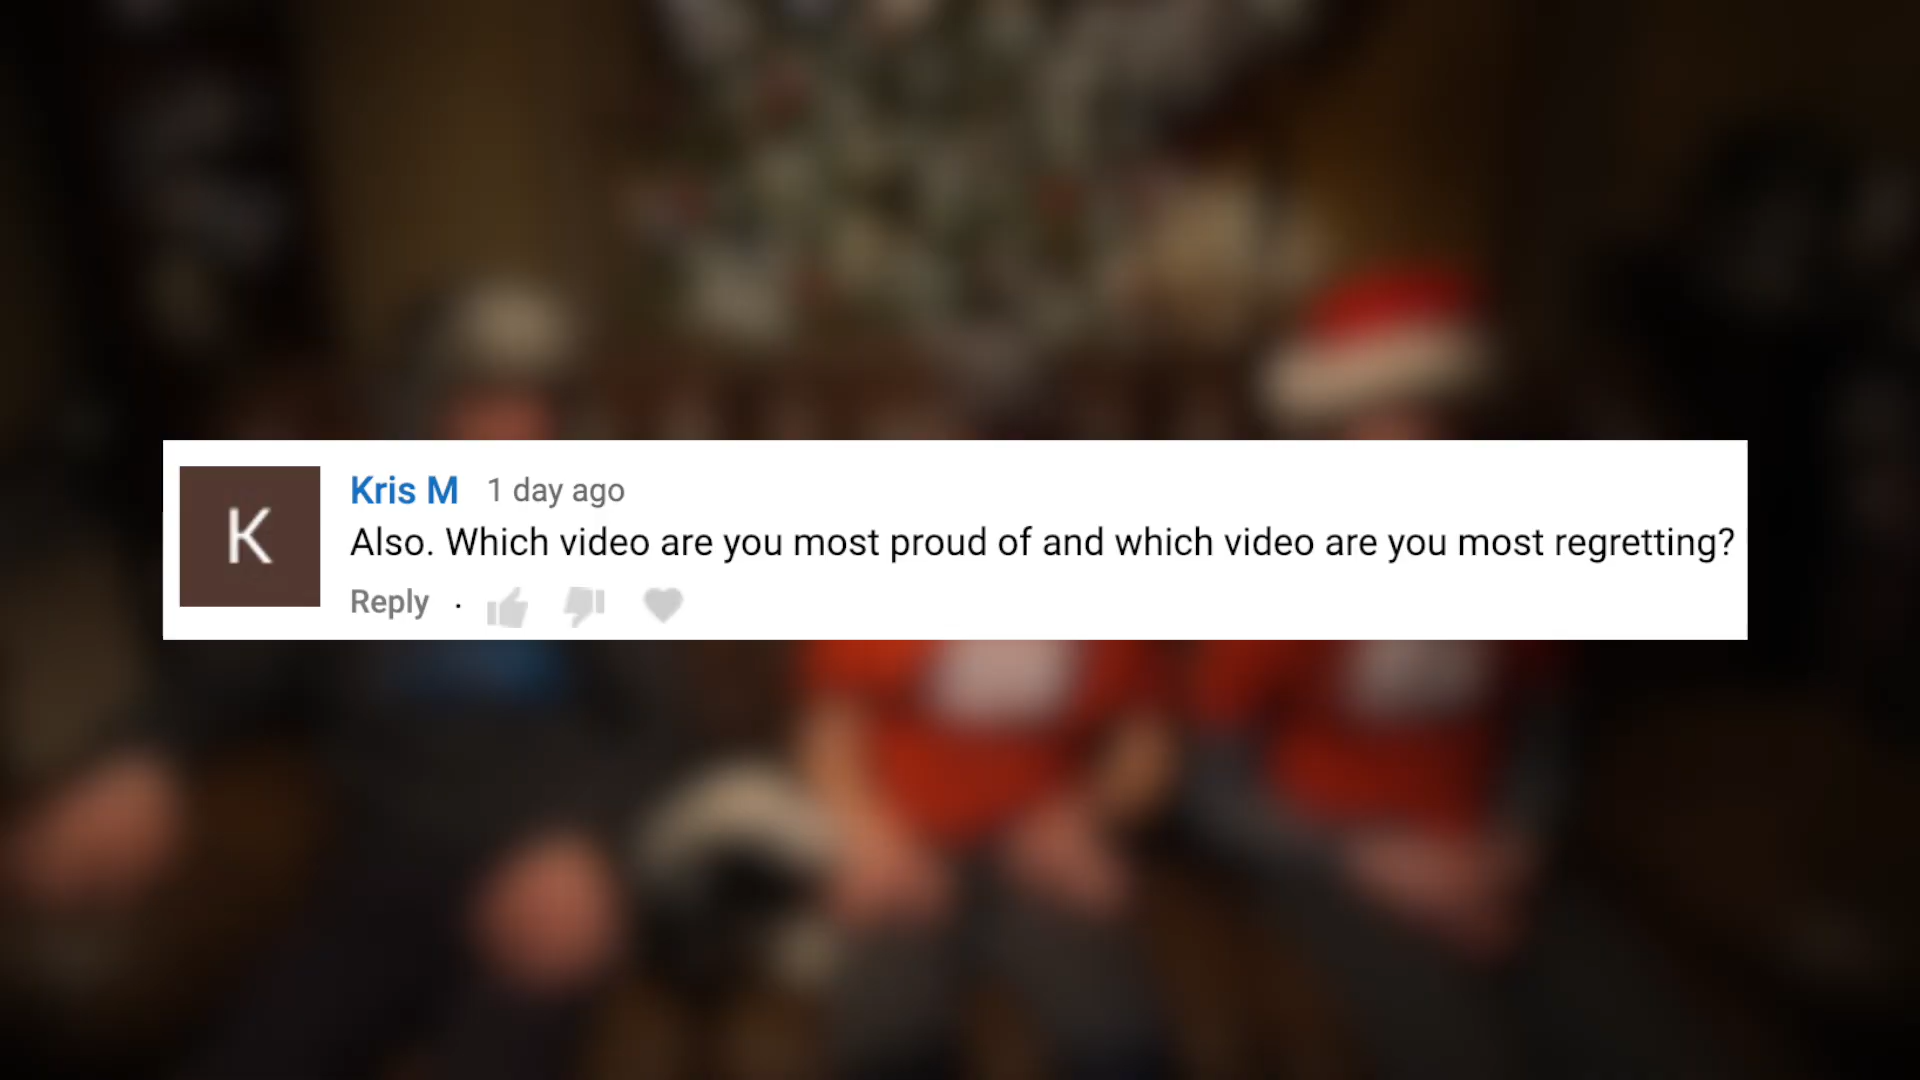 K
Kris M 1 day ago
Also. Which video are you most proud of and which video are you most regretting?
Reply ·